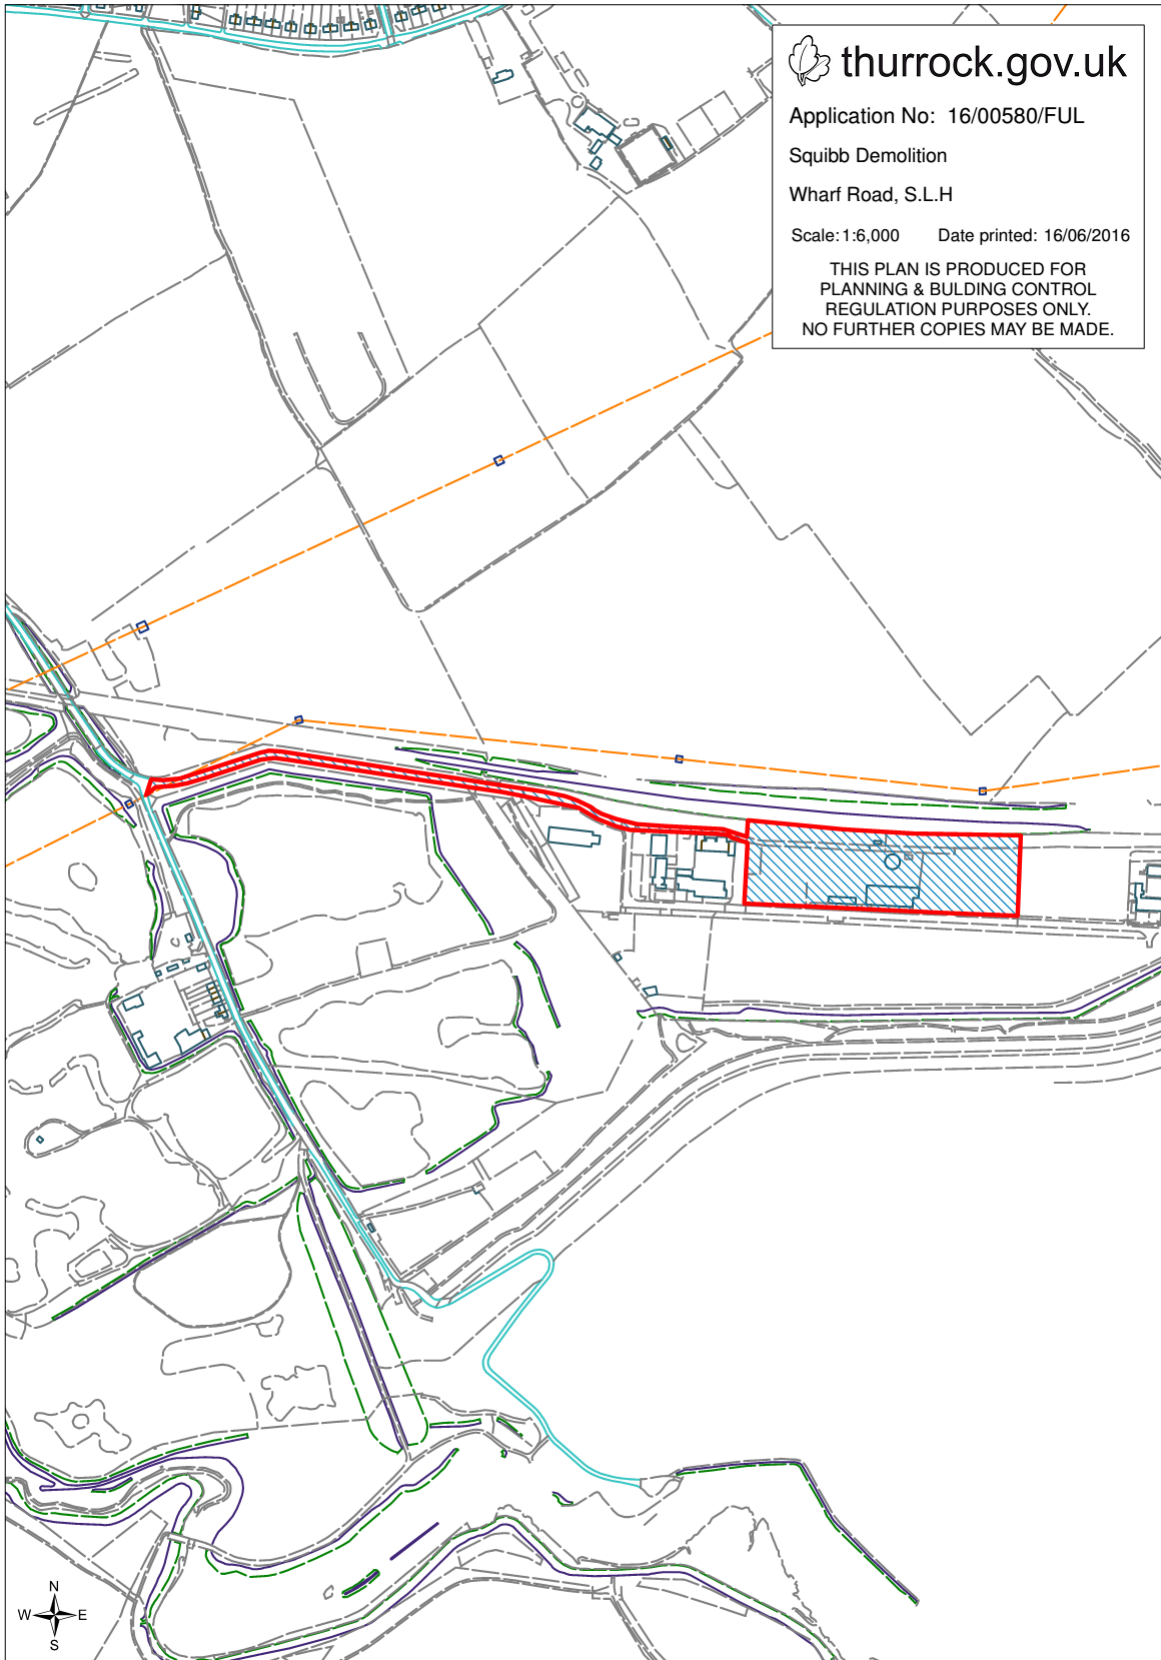 thurrock.gov.uk
Application No: 16/00580/FUL
Squibb Demolition
Wharf Road, S.L.H
Scale: 1:6,000 Date printed: 16/06/2016
THIS PLAN IS PRODUCED FOR
PLANNING & BULDING CONTROL
REGULATION PURPOSES ONLY.
NO FURTHER COPIES MAY BE MADE.
N
W E
S